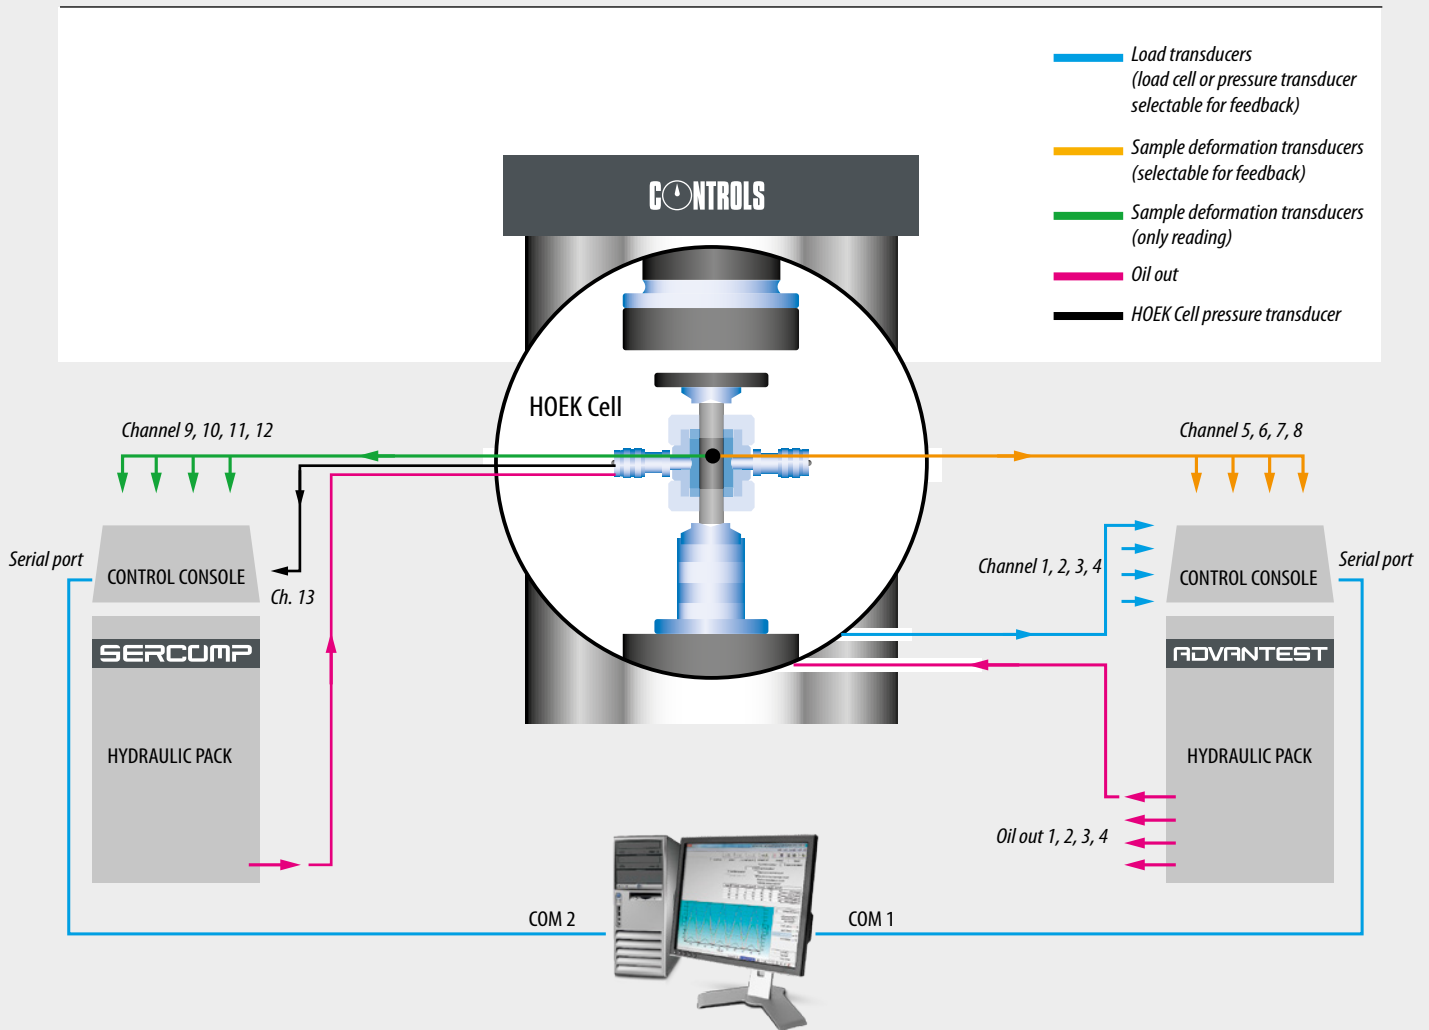 Load transducers
(load cell or pressure transducer
selectable for feedback)
Sample deformation transducers
(selectable for feedback)
Sample deformation transducers
(only reading)
Oil out
HOEK Cell pressure transducer
CONTROLS
HOEK Cell
Channel 9, 10, 11, 12
Channel 5, 6, 7, 8
Serial port
CONTROL CONSOLE
Ch. 13
Channel 1, 2, 3, 4
CONTROL CONSOLE
Serial port
SERCOMP
ADVANTEST
HYDRAULIC PACK
HYDRAULIC PACK
Oil out 1, 2, 3, 4
COM 2
COM 1